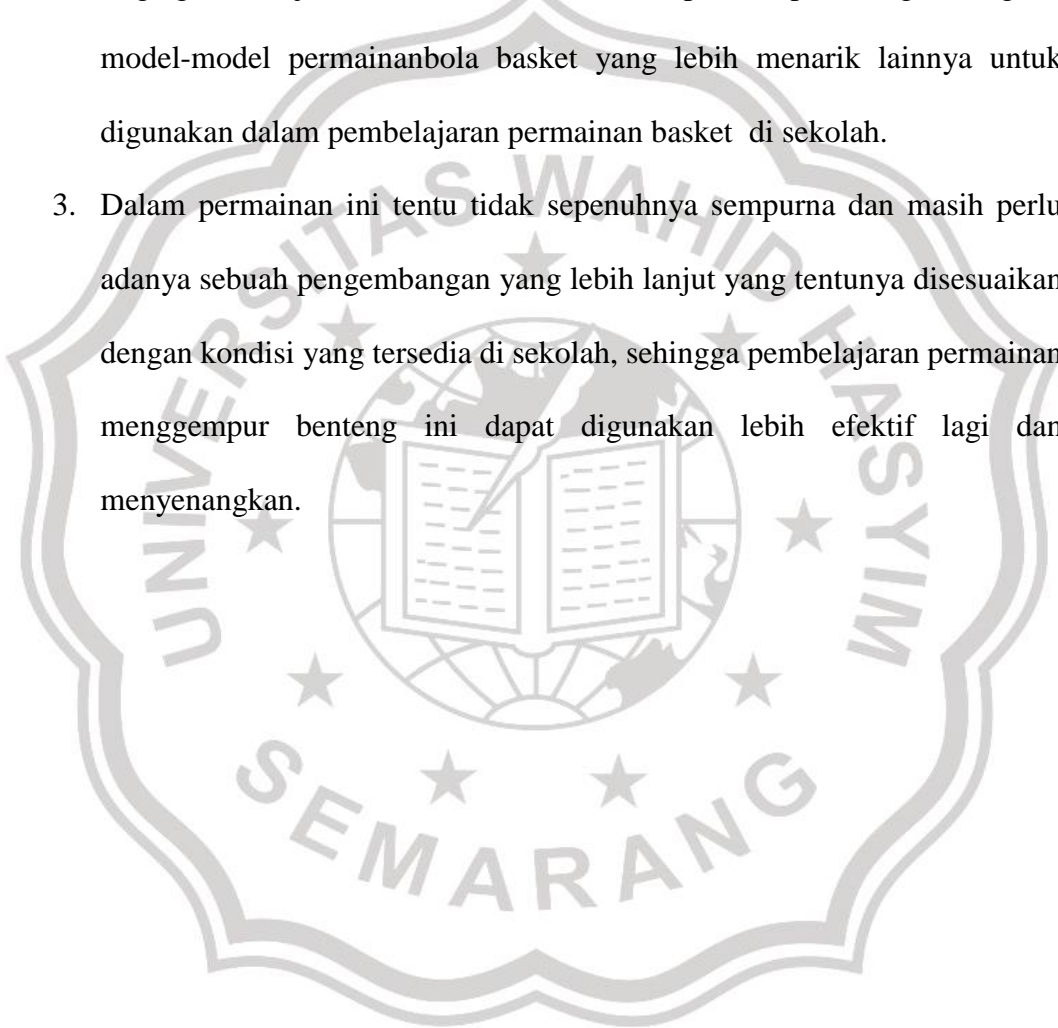 model-model permainanbola basket yang lebih menarik lainnya untuk
digunakan dalam pembelajaran permainan basket di sekolah.
3. Dalam permainan ini tentu tidak sepenuhnya sempurna dan masih perlu
adanya sebuah pengembangan yang lebih lanjut yang tentunya disesuaikan
dengan kondisi yang tersedia di sekolah, sehingga pembelajaran permainan
menggempur benteng ini dapat digunakan lebih efektif lagi dan
menyenangkan.
UNIVERSITAS WAHID HASYIM
SEMARANG